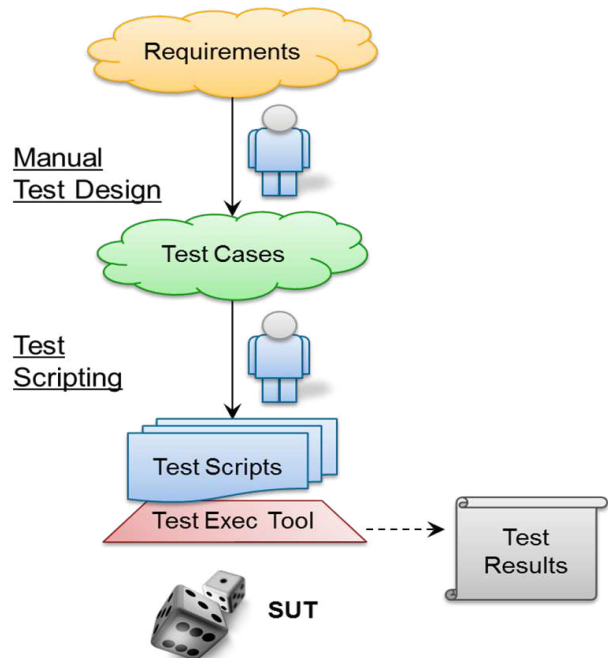 Requirements
Manual
Test Design
Test Cases
Test
Scripting
Test Scripts
Test Exec Tool
Test
Results
SUT